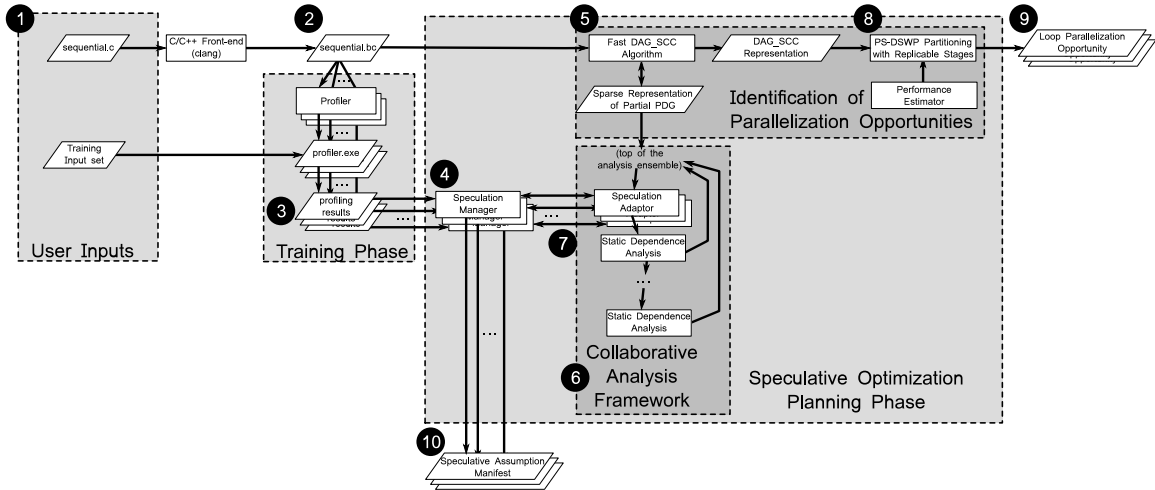 1
2
5
8
9
sequential.c
C/C++ Front-end
(clang)
sequential.bc
Fast DAG_SCC
Algorithm
DAG_SCC
Representation
PS-DSWP Partitioning
with Replicable Stages
Loop Parallelization
Opportunity
...
Profiler
Sparse Representation
of Partial PDG
Identification of
Parallelization Opportunities
Performance
Estimator
...
Training
Input set
profiler.exe
(top of the
analysis ensemble)
...
4
3
profiling
results
results
Speculation
Manager
Manager
Manager
...
...
Speculation
Adaptor
7
User Inputs
Training Phase
Static Dependence
Analysis
...
...
Static Dependence
Analysis
6
Collaborative
Analysis
Framework
Speculative Optimization
Planning Phase
10
Speculative Assumption
Manifest